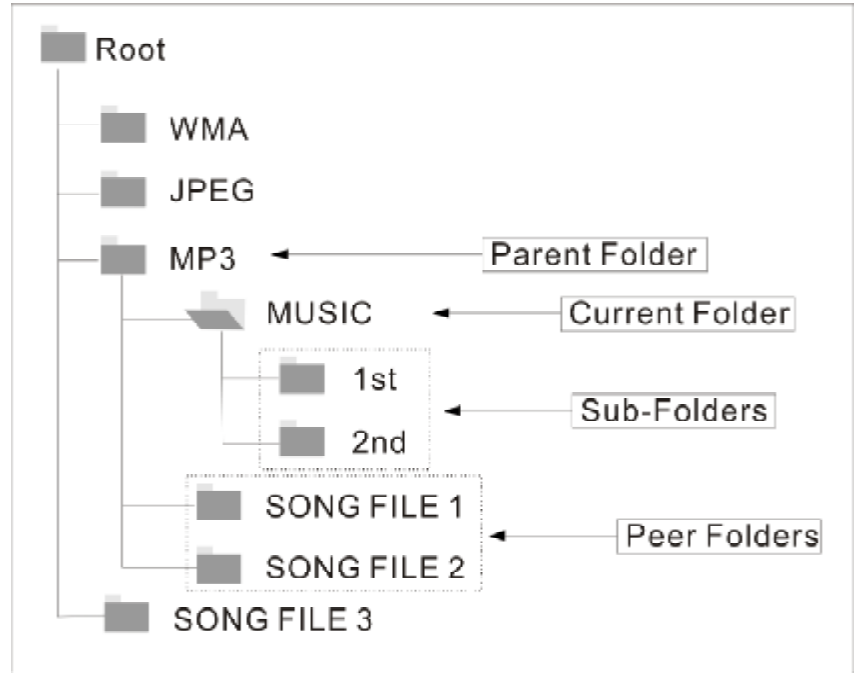 Root
WMA
JPEG
MP3
Parent Folder
MUSIC
Current Folder
1st
Sub-Folders
2nd
SONG FILE 1
Peer Folders
SONG FILE 2
SONG FILE 3